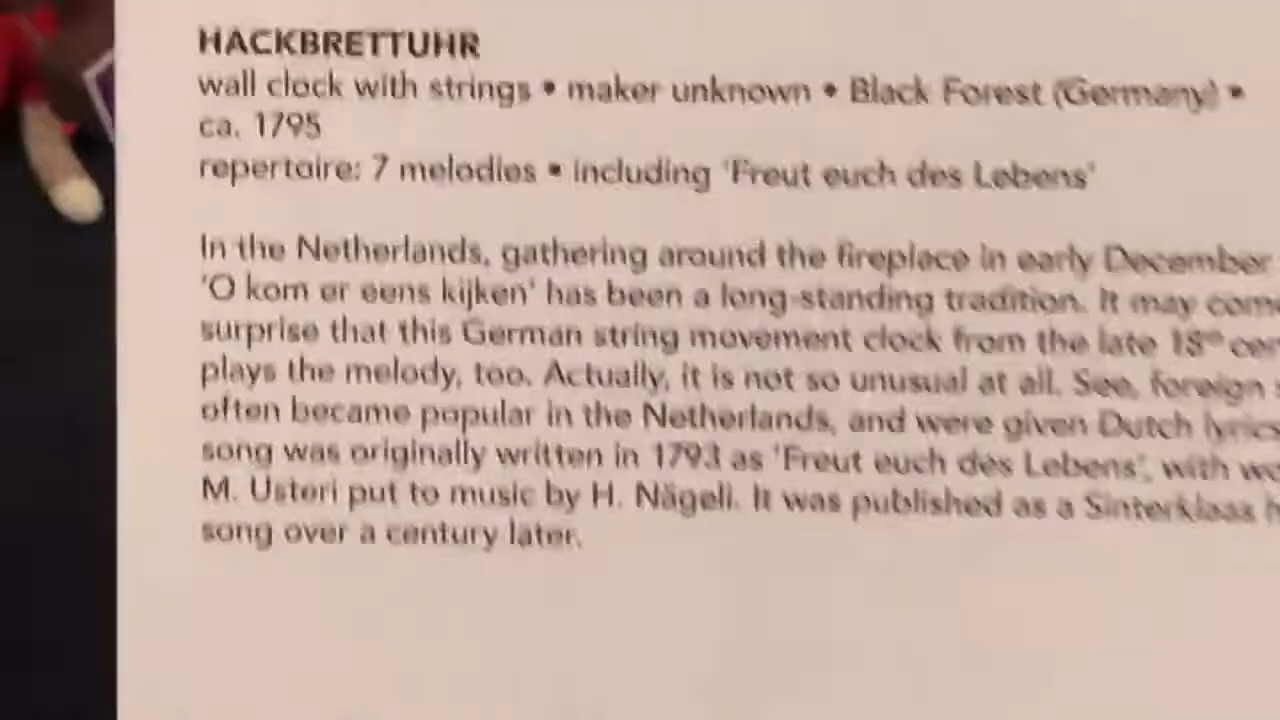 HACKBRETTUHR
wall clock with strings • maker unknown • Black Forest (Germany) •
ca. 1795
repertoire: 7 melodies • including 'Freut euch des Lebens'
In the Netherlands, gathering around the fireplace in early December
'O kom er eens kijken' has been a long-standing tradition. It may
surprise that this German string movement clock from the late 18th
plays the melody, too. Actually, it is not so unusual at all. See, foreign
often became popular in the Netherlands, and were given Dutch lyrics
song was originally written in 1793 as 'Freut euch des Lebens', with
M. Usteri put to music by H. Nägeli. It was published as a Sinterklaas
song over a century later.